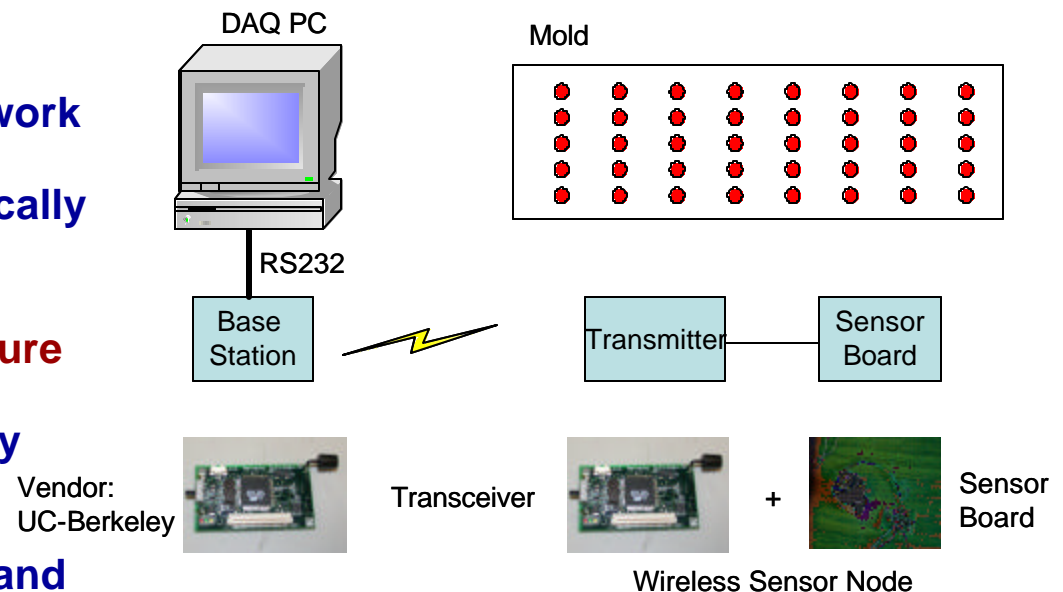 DAQ PC
Mold
work
cally
RS232
Base
Station
Transmitter
Sensor
Board
ure
y
Vendor:
UC-Berkeley
Transceiver
+
Sensor
Board
and
Wireless Sensor Node